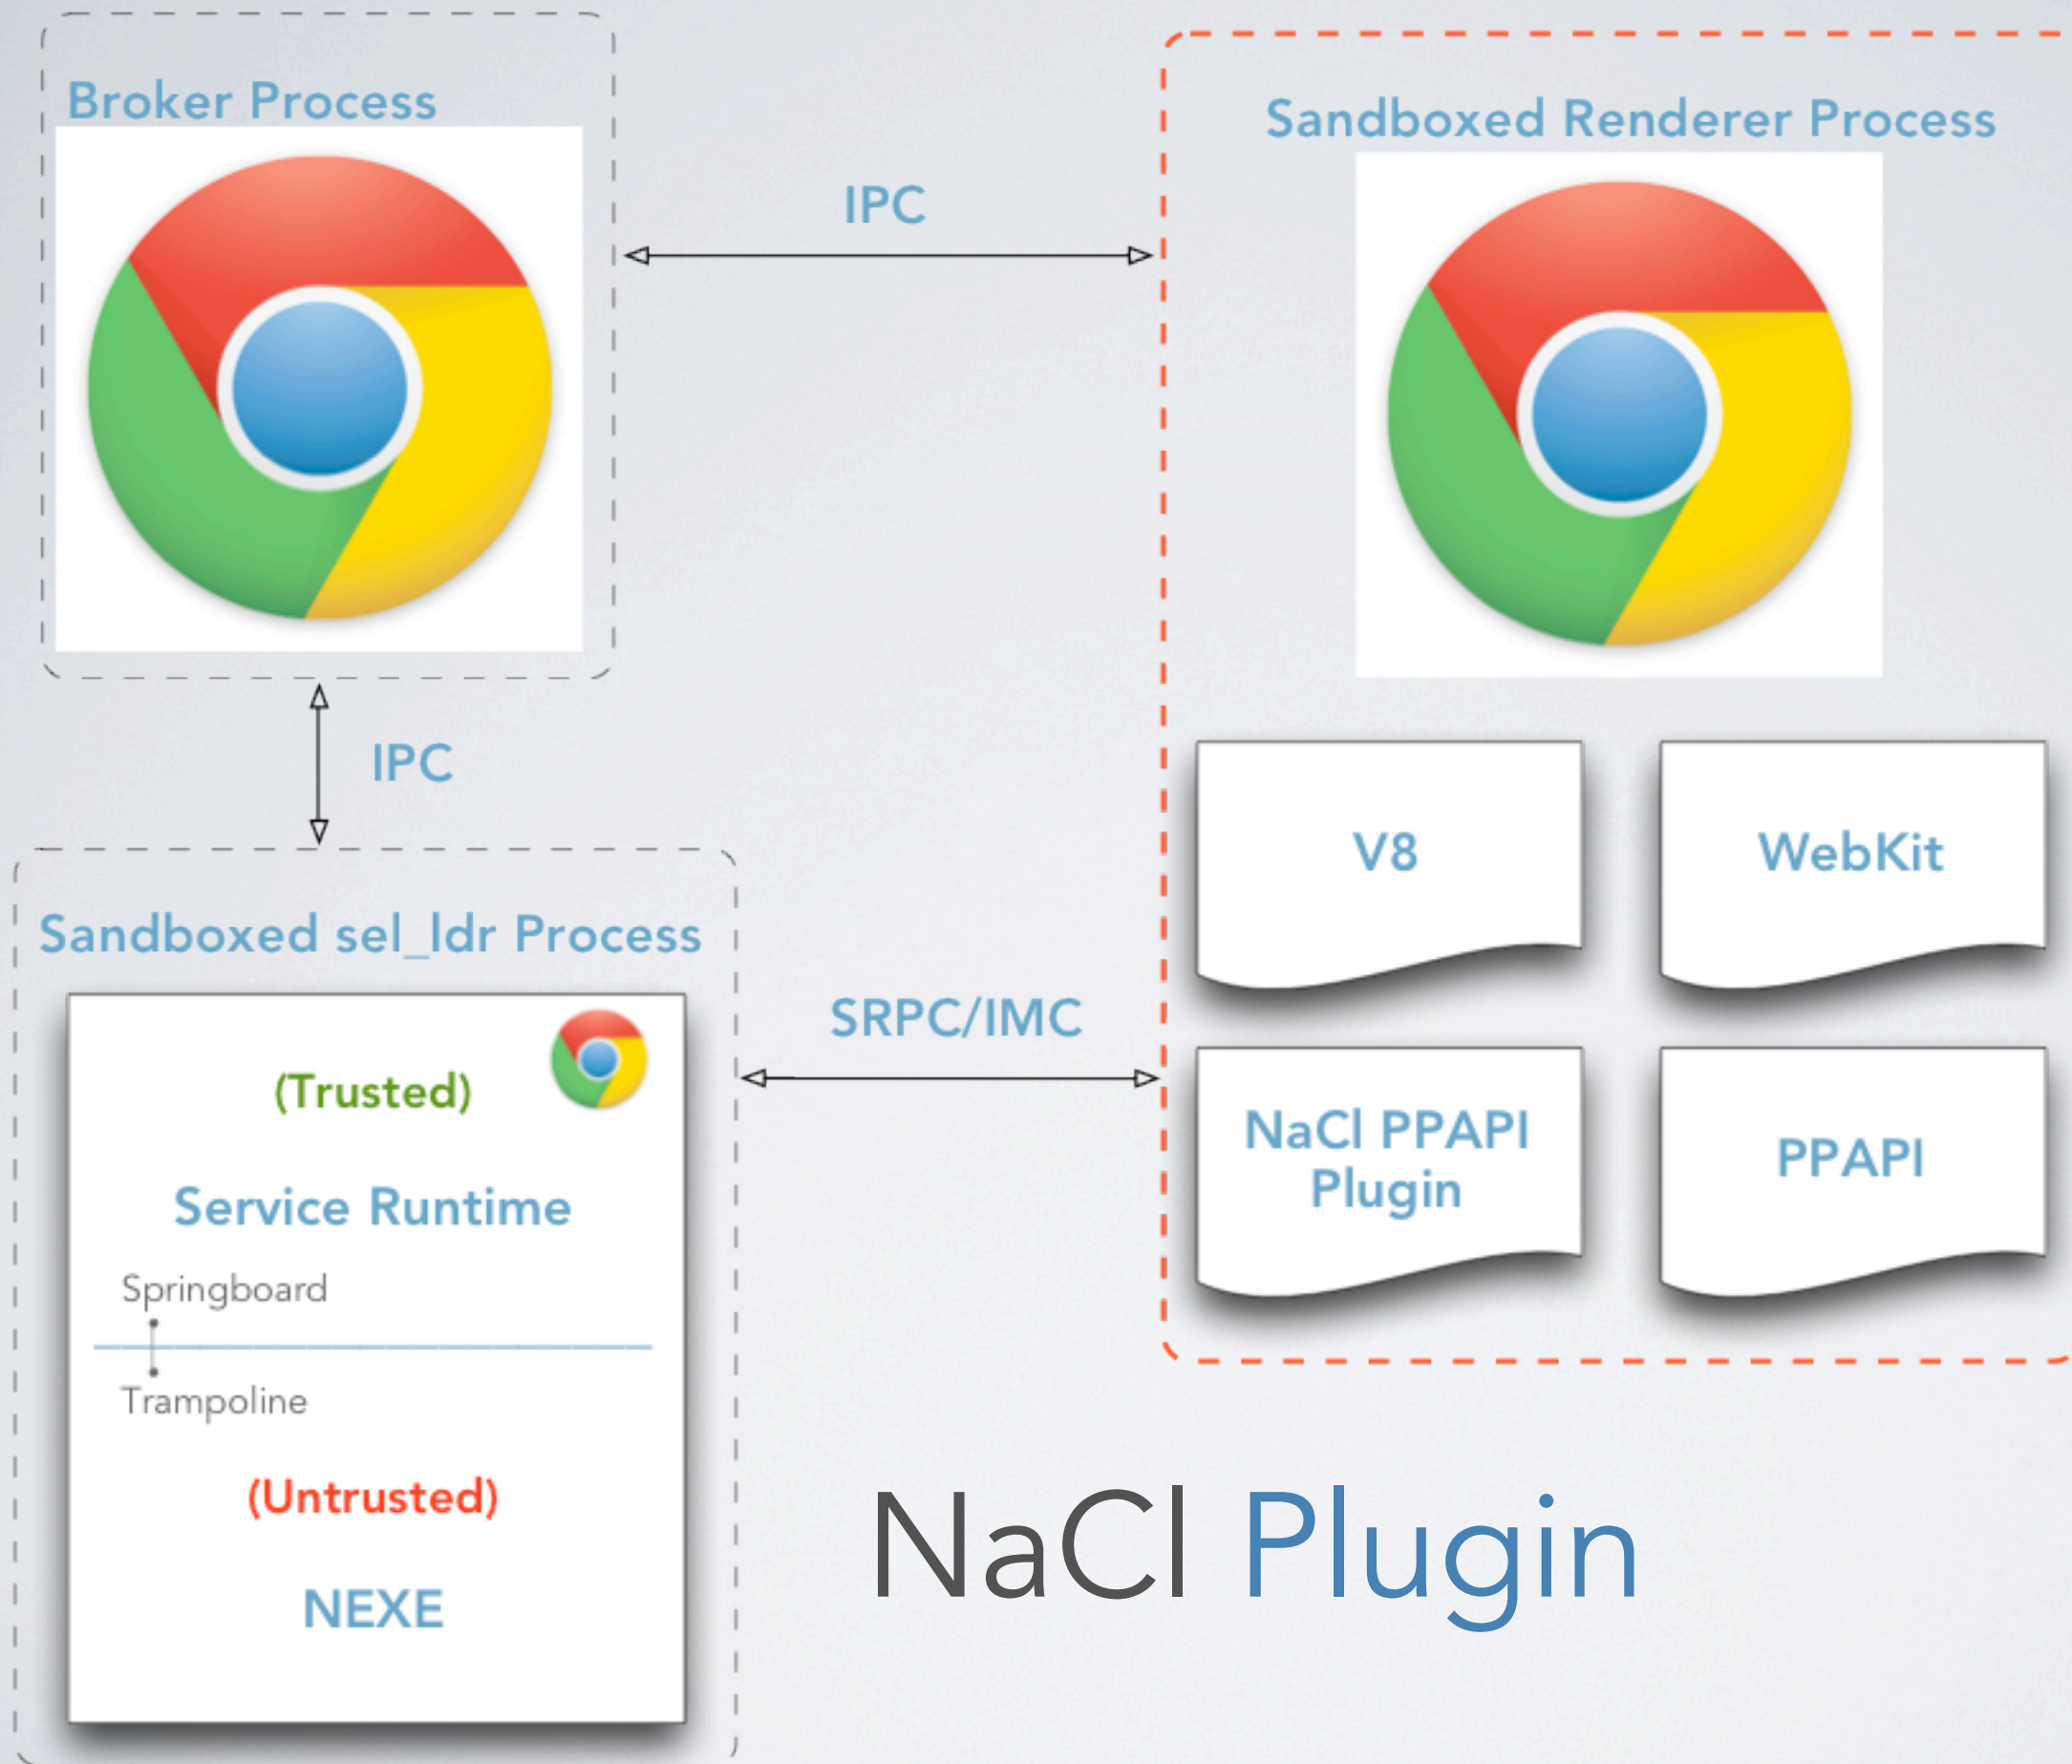 Broker Process
Sandboxed Renderer Process
IPC
IPC
V8
WebKit
Sandboxed sel_ldr Process
SRPC/IMC
(Trusted)
NaCl PPAPI
Plugin
PPAPI
Service Runtime
Springboard
Trampoline
(Untrusted)
NEXE
NaCl Plugin